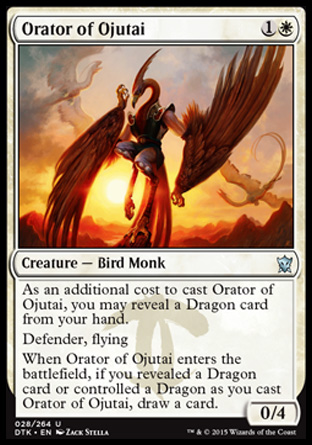 Orator of Ojutai 1
Creature — Bird Monk
As an additional cost to cast Orator of
Ojutai, you may reveal a Dragon card
from your hand.
Defender, flying
When Orator of Ojutai enters the
battlefield, if you revealed a Dragon
card or controlled a Dragon as you cast
Orator of Ojutai, draw a card.
0/4
028/264 U
DTK • EN Zack Stella ™ & © 2015 Wizards of the Coast